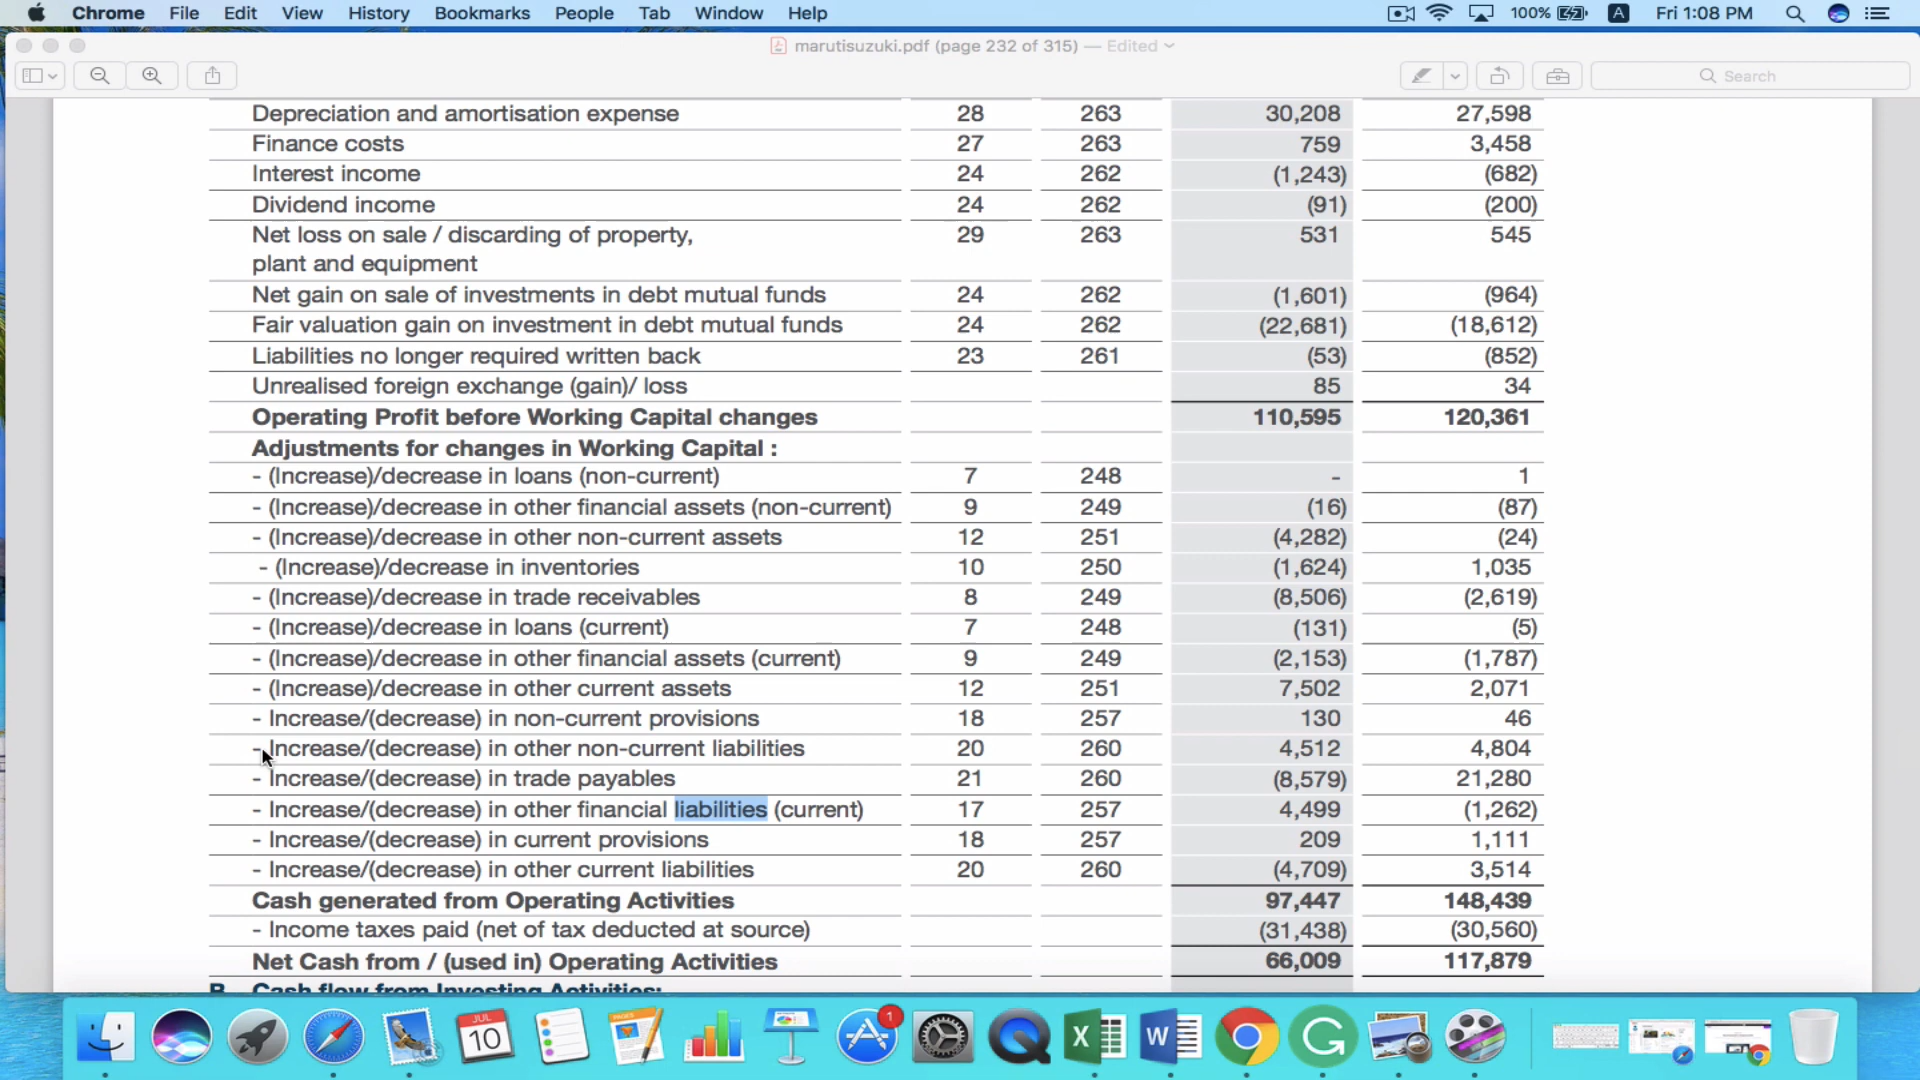 Chrome File Edit View History Bookmarks People Tab Window Help 100% A Fri 1:08 PM
marutisuzuki.pdf (page 232 of 315) — Edited
Search
Depreciation and amortisation expense 28 263 30,208 27,598
Finance costs 27 263 759 3,458
Interest income 24 262 (1,243) (682)
Dividend income 24 262 (91) (200)
Net loss on sale / discarding of property, 29 263 531 545
plant and equipment
Net gain on sale of investments in debt mutual funds 24 262 (1,601) (964)
Fair valuation gain on investment in debt mutual funds 24 262 (22,681) (18,612)
Liabilities no longer required written back 23 261 (53) (852)
Unrealised foreign exchange (gain)/ loss 85 34
Operating Profit before Working Capital changes 110,595 120,361
Adjustments for changes in Working Capital :
- (Increase)/decrease in loans (non-current) 7 248 - 1
- (Increase)/decrease in other financial assets (non-current) 9 249 (16) (87)
- (Increase)/decrease in other non-current assets 12 251 (4,282) (24)
- (Increase)/decrease in inventories 10 250 (1,624) 1,035
- (Increase)/decrease in trade receivables 8 249 (8,506) (2,619)
- (Increase)/decrease in loans (current) 7 248 (131) (5)
- (Increase)/decrease in other financial assets (current) 9 249 (2,153) (1,787)
- (Increase)/decrease in other current assets 12 251 7,502 2,071
- Increase/(decrease) in non-current provisions 18 257 130 46
- Increase/(decrease) in other non-current liabilities 20 260 4,512 4,804
- Increase/(decrease) in trade payables 21 260 (8,579) 21,280
- Increase/(decrease) in other financial liabilities (current) 17 257 4,499 (1,262)
- Increase/(decrease) in current provisions 18 257 209 1,111
- Increase/(decrease) in other current liabilities 20 260 (4,709) 3,514
Cash generated from Operating Activities 97,447 148,439
- Income taxes paid (net of tax deducted at source) (31,438) (30,560)
Net Cash from / (used in) Operating Activities 66,009 117,879
B. Cash flow from Investing Activities:
JUL
10
PAGES
1
X
W
G